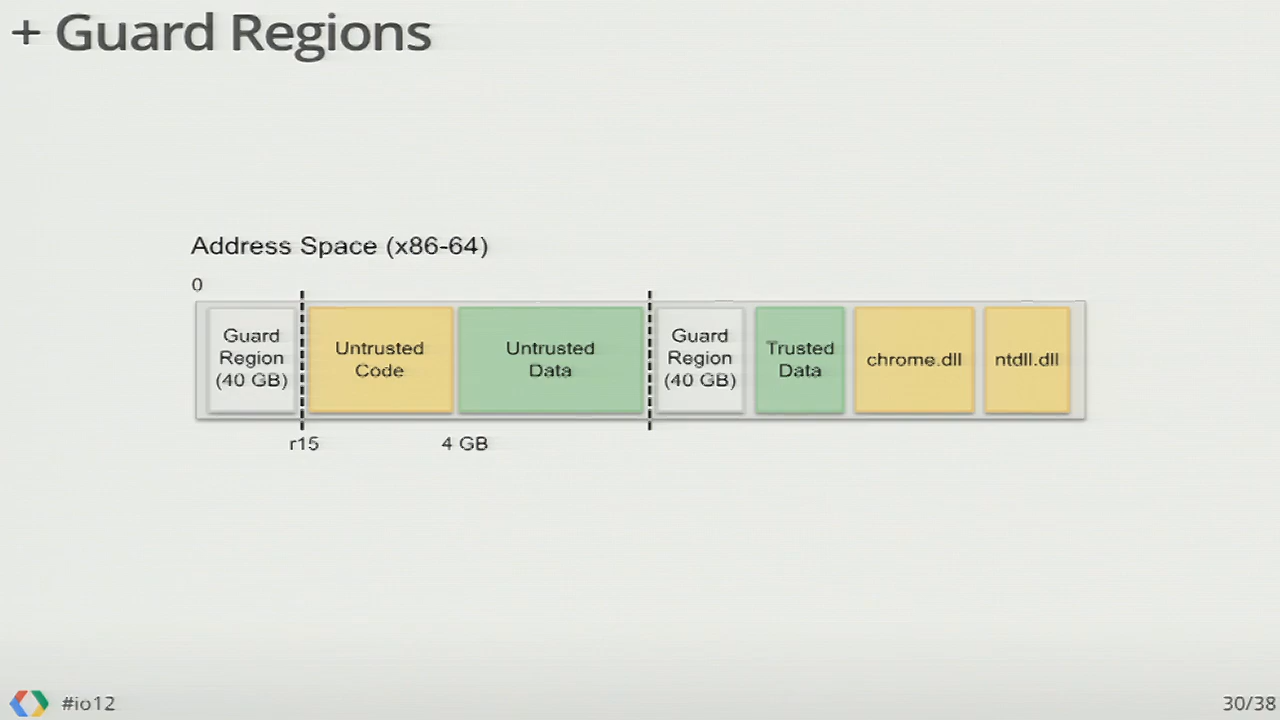 + Guard Regions
Address Space (x86-64)
0
Guard
Region
(40 GB)
Untrusted
Code
Untrusted
Data
Guard
Region
(40 GB)
Trusted
Data
chrome.dll
ntdll.dll
r15
4 GB
#io12
30/38